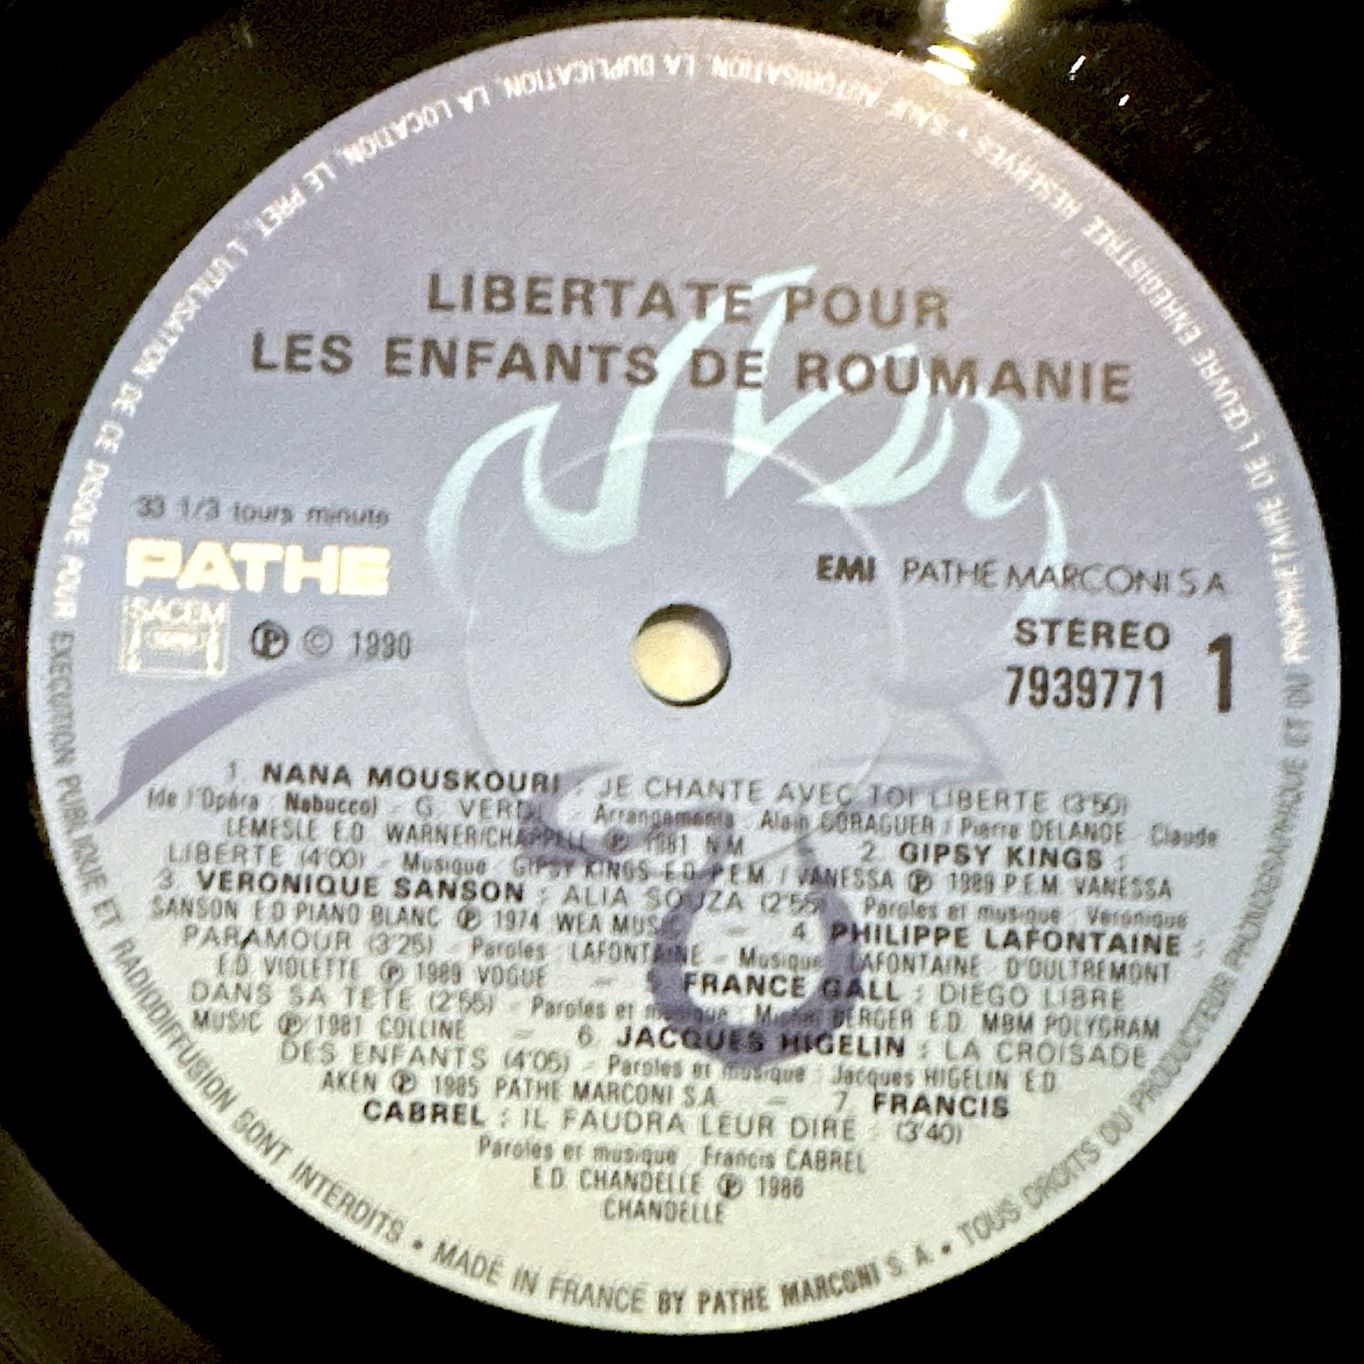 LIBERTATE POUR
LES ENFANTS DE ROUMANIE
33 1/3 tours minute
PATHE
SACEM
℗ © 1990
EMI PATHE MARCONI S.A.
STEREO
7939771
1
1. NANA MOUSKOURI : JE CHANTE AVEC TOI LIBERTE (3'50)
(de l'Opéra : Nabucco) - G. VERDI - Arrangements : Alain GORAGUER / Pierre DELANOE - Claude
LEMESLE E.D. WARNER/CHAPPELL ℗ 1981 N.M. 2. GIPSY KINGS :
LIBERTE (4'00) - Musique : GIPSY KINGS E.D. P.E.M. / VANESSA ℗ 1989 P.E.M. VANESSA
3. VERONIQUE SANSON : ALIA SOUZA (2'55) Paroles et musique : Véronique
SANSON E.D PIANO BLANC ℗ 1974 WEA MUSIC - 4. PHILIPPE LAFONTAINE :
PARAMOUR (3'25) - Paroles : LAFONTAINE - Musique : LAFONTAINE D'OULTREMONT
E.D. VIOLETTE ℗ 1989 VOGUE - 5. FRANCE GALL : DIEGO LIBRE
DANS SA TETE (2'55) - Paroles et musique : Michel BERGER E.D. MBM POLYGRAM
MUSIC ℗ 1981 COLLINE - 6. JACQUES HIGELIN : LA CROISADE
DES ENFANTS (4'05) - Paroles et musique : Jacques HIGELIN E.D.
AKEN ℗ 1985 PATHE MARCONI S.A. - 7. FRANCIS
CABREL : IL FAUDRA LEUR DIRE : (3'40)
Paroles et musique : Francis CABREL
E.D. CHANDELLE ℗ 1986
CHANDELLE
MADE IN FRANCE BY PATHE MARCONI S.A. • TOUS DROITS DU PRODUCTEUR PHONOGRAPHIQUE ET DU PROPRIETAIRE DE L'ŒUVRE ENREGISTREE RESERVES • SAUF AUTORISATION, LA DUPLICATION, LA LOCATION, LE PRET, L'UTILISATION DE CE DISQUE POUR EXECUTION PUBLIQUE ET RADIODIFFUSION SONT INTERDITS •